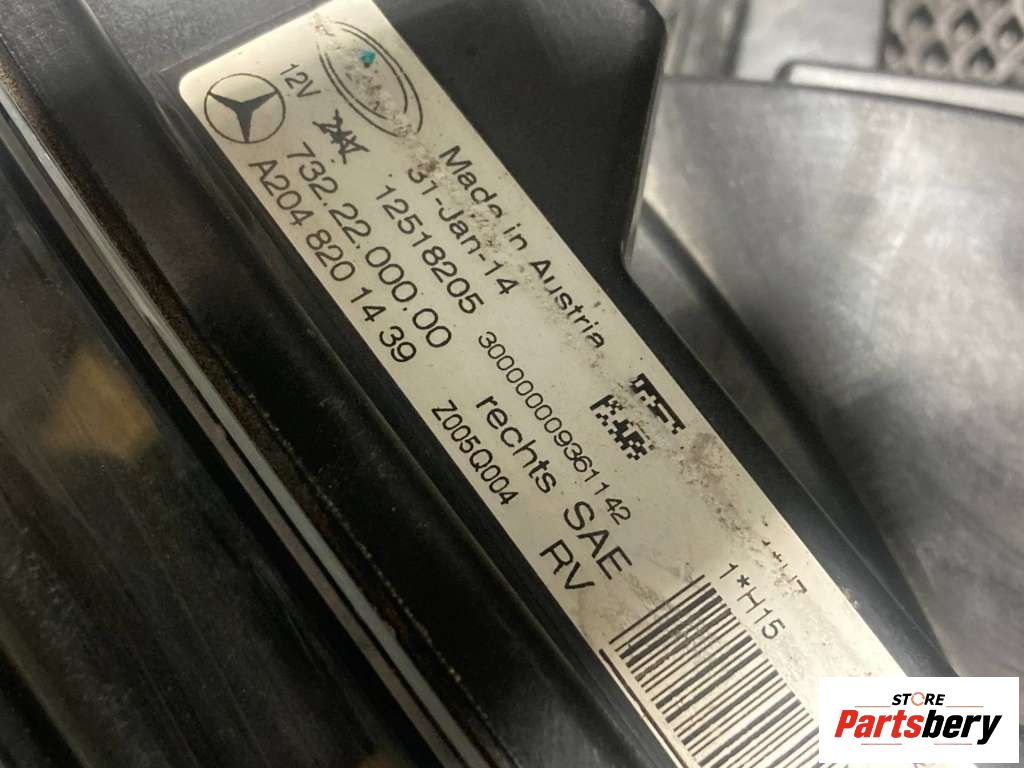 12V
Made in Austria
31-Jan-14
12518205
30000009361142
732.22.000.00
rechts SAE
A204 820 14 39
Z005Q004
RV
1*H15
STORE
Partsbery